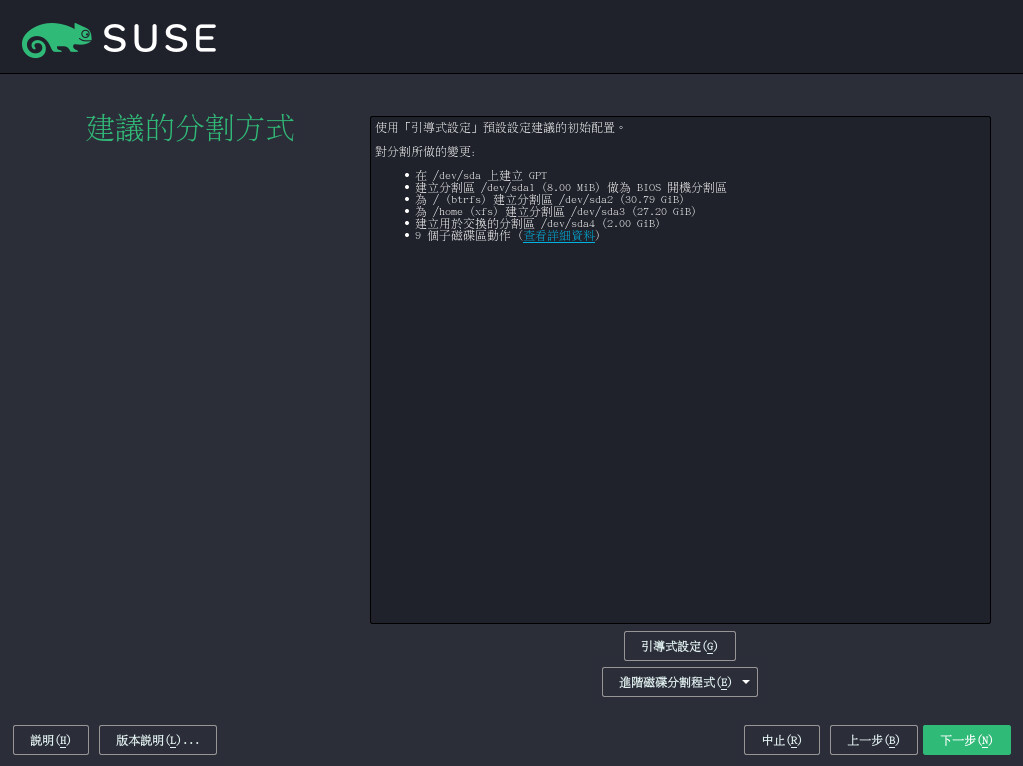 SUSE
建議的分割方式
使用「引導式設定」預設設定建議的初始配置。
對分割所做的變更:
• 在 /dev/sda 上建立 GPT
• 建立分割區 /dev/sda1 (8.00 MiB) 做為 BIOS 開機分割區
• 為 / (btrfs) 建立分割區 /dev/sda2 (30.79 GiB)
• 為 /home (xfs) 建立分割區 /dev/sda3 (27.20 GiB)
• 建立用於交換的分割區 /dev/sda4 (2.00 GiB)
• 9 個子磁碟區動作 (查看詳細資料)
引導式設定(G)
進階磁碟分割程式(E)
説明(H) 版本説明(L)... 中止(R) 上一步(B) 下一步(N)